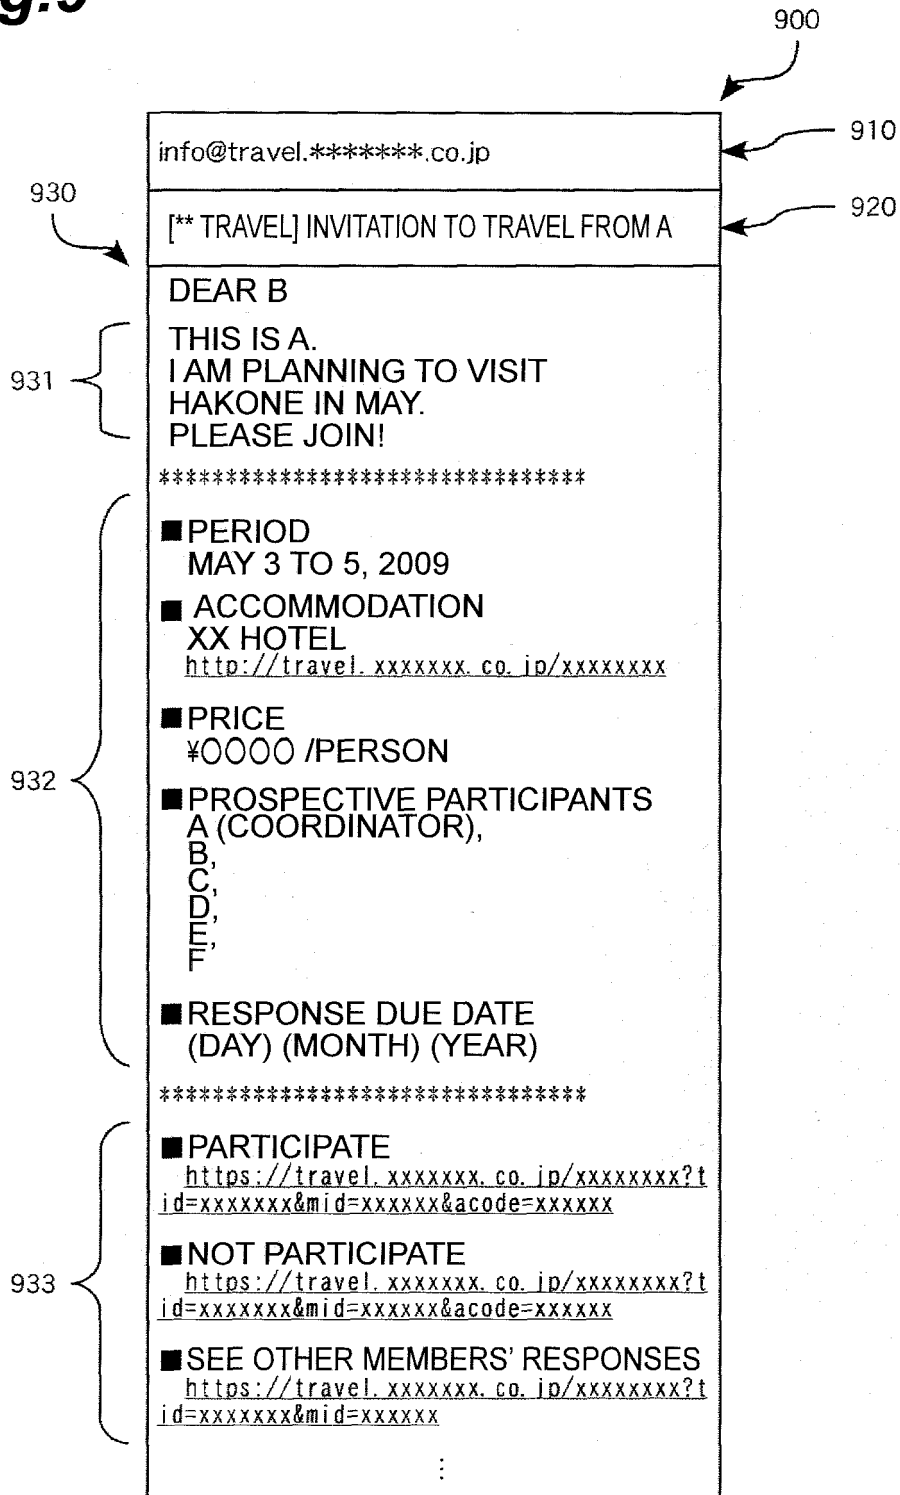 g.9
900
info@travel.*******.co.jp
910
930
[** TRAVEL] INVITATION TO TRAVEL FROM A
920
DEAR B
THIS IS A.
I AM PLANNING TO VISIT
HAKONE IN MAY.
PLEASE JOIN!
931
********************************
■PERIOD
MAY 3 TO 5, 2009
■ ACCOMMODATION
XX HOTEL
http://travel.xxxxxxx.co.jp/xxxxxxxx
■PRICE
¥〇〇〇〇 /PERSON
932
■PROSPECTIVE PARTICIPANTS
A (COORDINATOR),
B,
C,
D,
E,
F
■RESPONSE DUE DATE
(DAY) (MONTH) (YEAR)
********************************
■PARTICIPATE
https://travel.xxxxxxx.co.jp/xxxxxxxx?t
id=xxxxxxx&mid=xxxxxx&acode=xxxxxx
■NOT PARTICIPATE
https://travel.xxxxxxx.co.jp/xxxxxxxx?t
id=xxxxxxx&mid=xxxxxx&acode=xxxxxx
933
■SEE OTHER MEMBERS' RESPONSES
https://travel.xxxxxxx.co.jp/xxxxxxxx?t
id=xxxxxxx&mid=xxxxxx
⋮